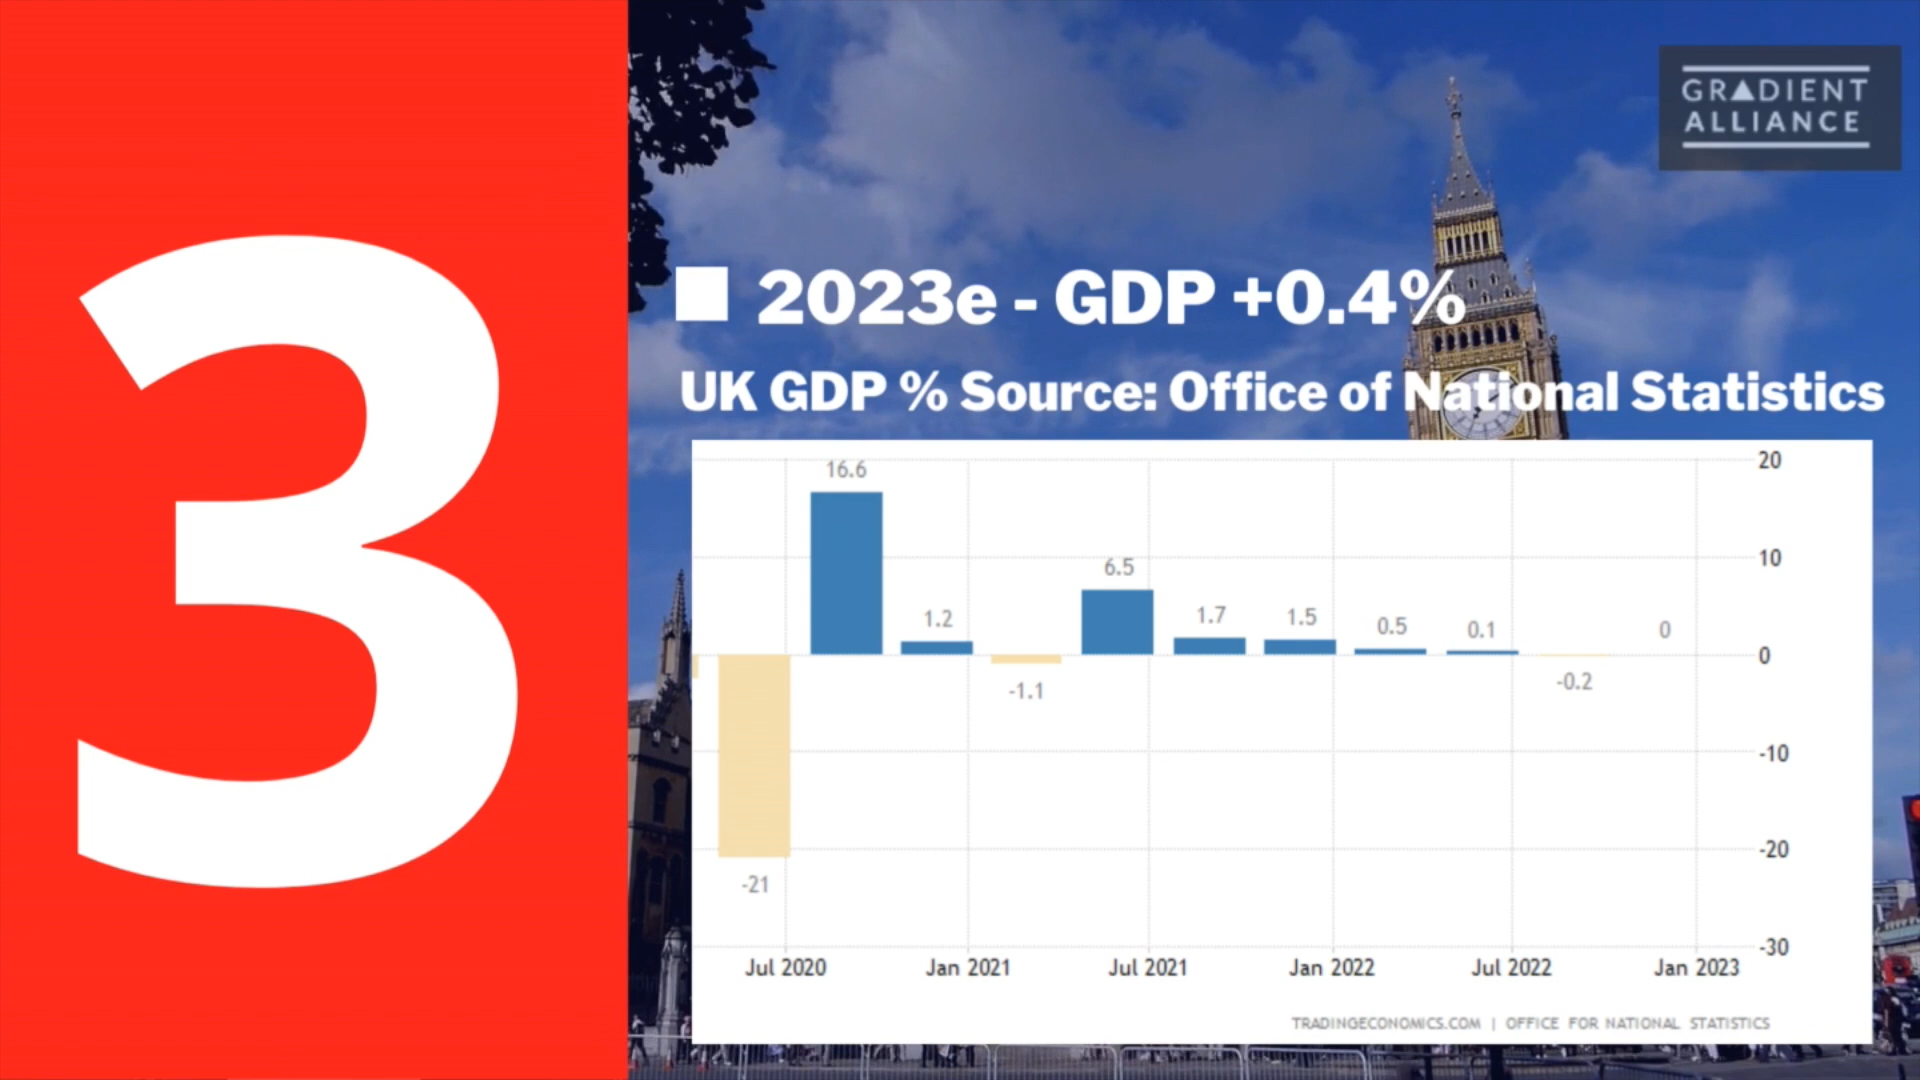 3
GRADIENT
ALLIANCE
2023e - GDP +0.4%
UK GDP % Source: Office of National Statistics
20
16.6
10
6.5
1.2
1.7
1.5
0.5
0.1
0
0
-1.1
-0.2
-10
-20
-21
-30
Jul 2020
Jan 2021
Jul 2021
Jan 2022
Jul 2022
Jan 2023
TRADINGECONOMICS.COM | OFFICE FOR NATIONAL STATISTICS